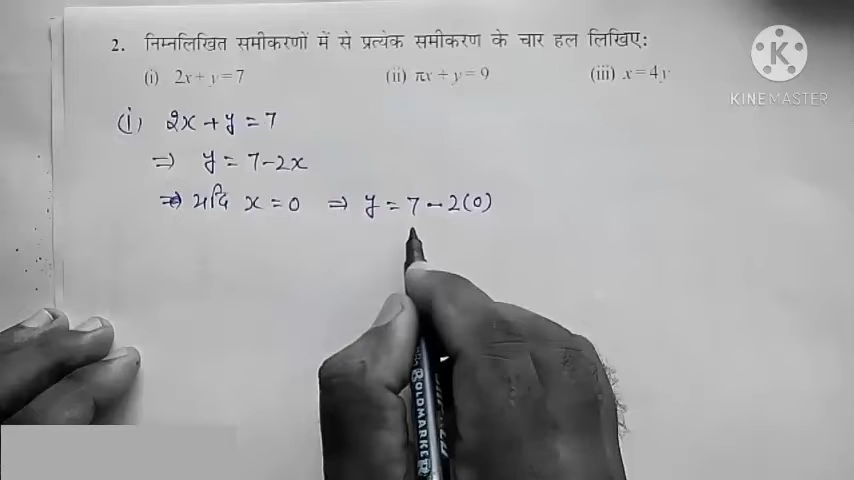 2. निम्नलिखित समीकरणों में से प्रत्येक समीकरण के चार हल लिखिए:
(i) 2x + y = 7 (ii) πx + y = 9 (iii) x = 4y
K
KINEMASTER
(i) 2x + y = 7
⇒ y = 7 - 2x
⇒ यदि x = 0 ⇒ y = 7 - 2(0)
GOLDMARKE